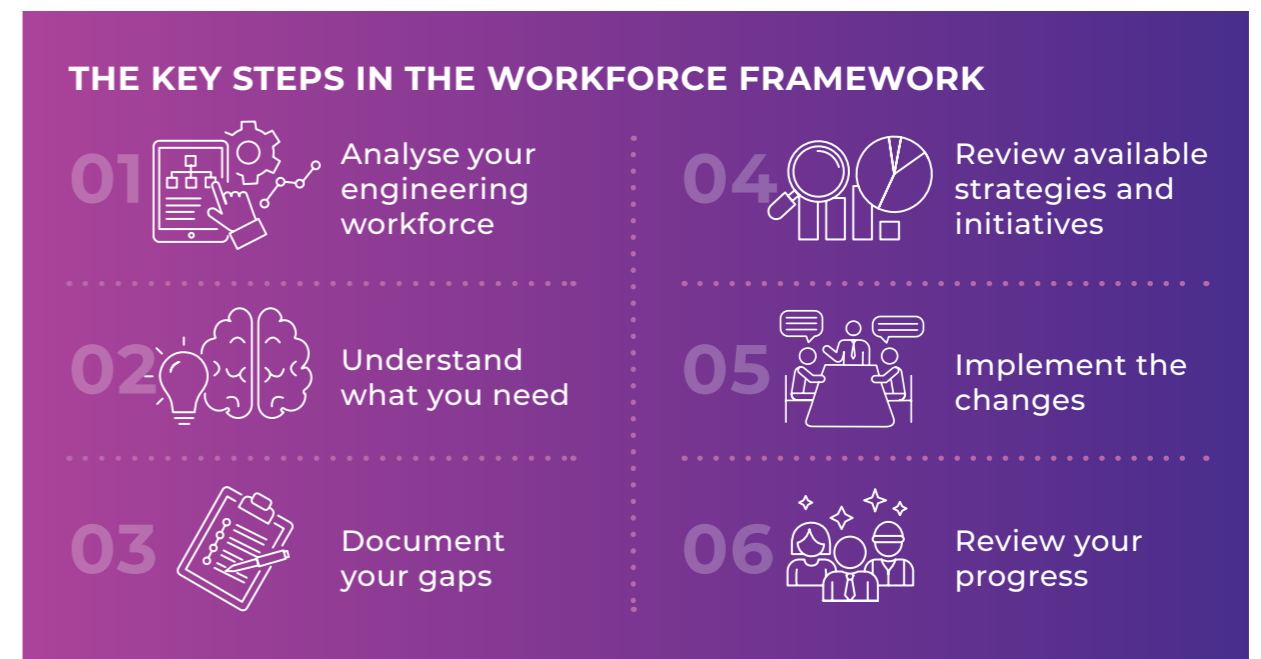 THE KEY STEPS IN THE WORKFORCE FRAMEWORK
01
Analyse your
engineering
workforce
02
Understand
what you need
03
Document
your gaps
04
Review available
strategies and
initiatives
05
Implement the
changes
06
Review your
progress